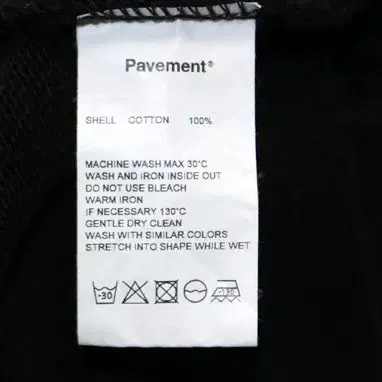 Pavement®
SHELL COTTON 100%
MACHINE WASH MAX 30°C
WASH AND IRON INSIDE OUT
DO NOT USE BLEACH
WARM IRON
IF NECESSARY 130°C
GENTLE DRY CLEAN
WASH WITH SIMILAR COLORS
STRETCH INTO SHAPE WHILE WET
-30 -130